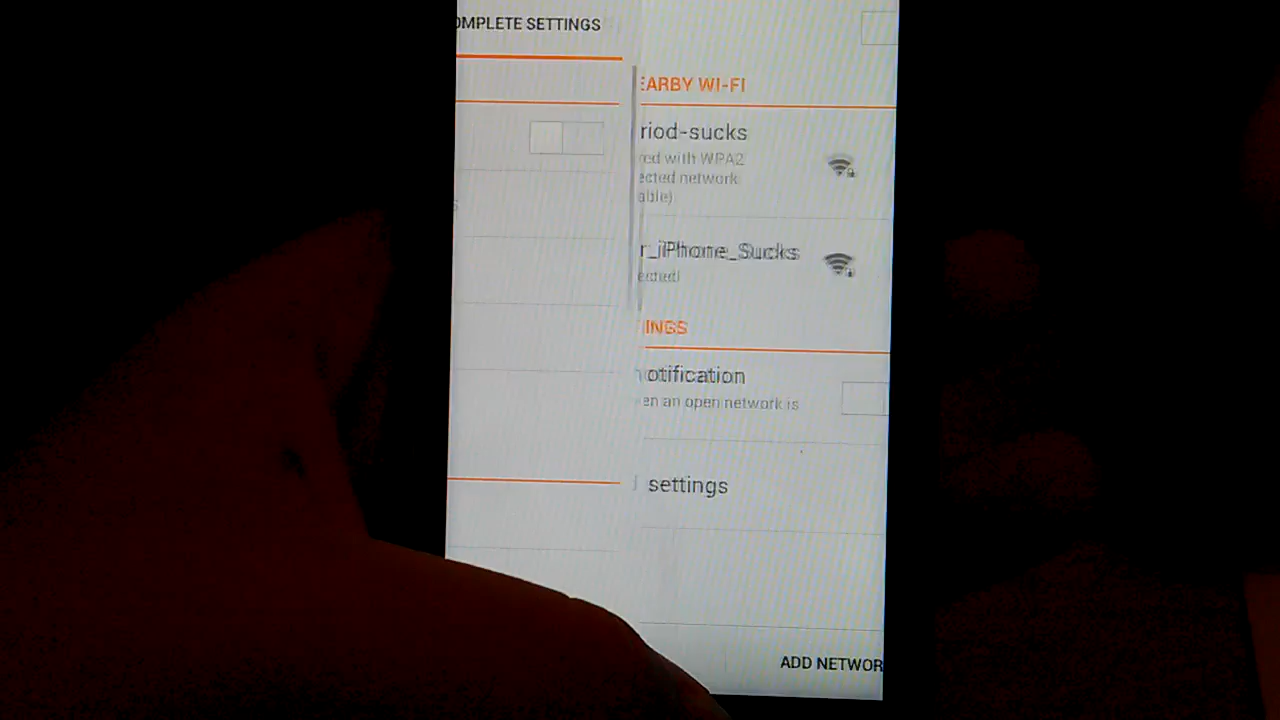 OMPLETE SETTINGS
EARBY WI-FI
riod-sucks
red with WPA2
ected network
able)
r_iPhone_Sucks
ected)
INGS
otification
en an open network is
settings
ADD NETWOR